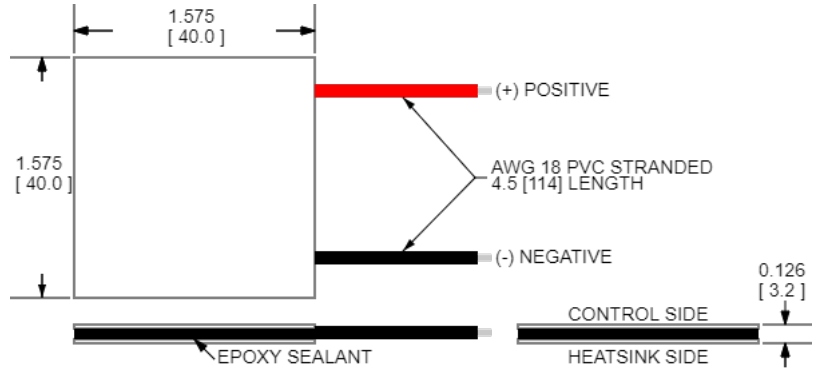 1.575
[ 40.0 ]
(+) POSITIVE
1.575
[ 40.0 ]
AWG 18 PVC STRANDED
4.5 [114] LENGTH
(-) NEGATIVE
0.126
[ 3.2 ]
CONTROL SIDE
EPOXY SEALANT
HEATSINK SIDE